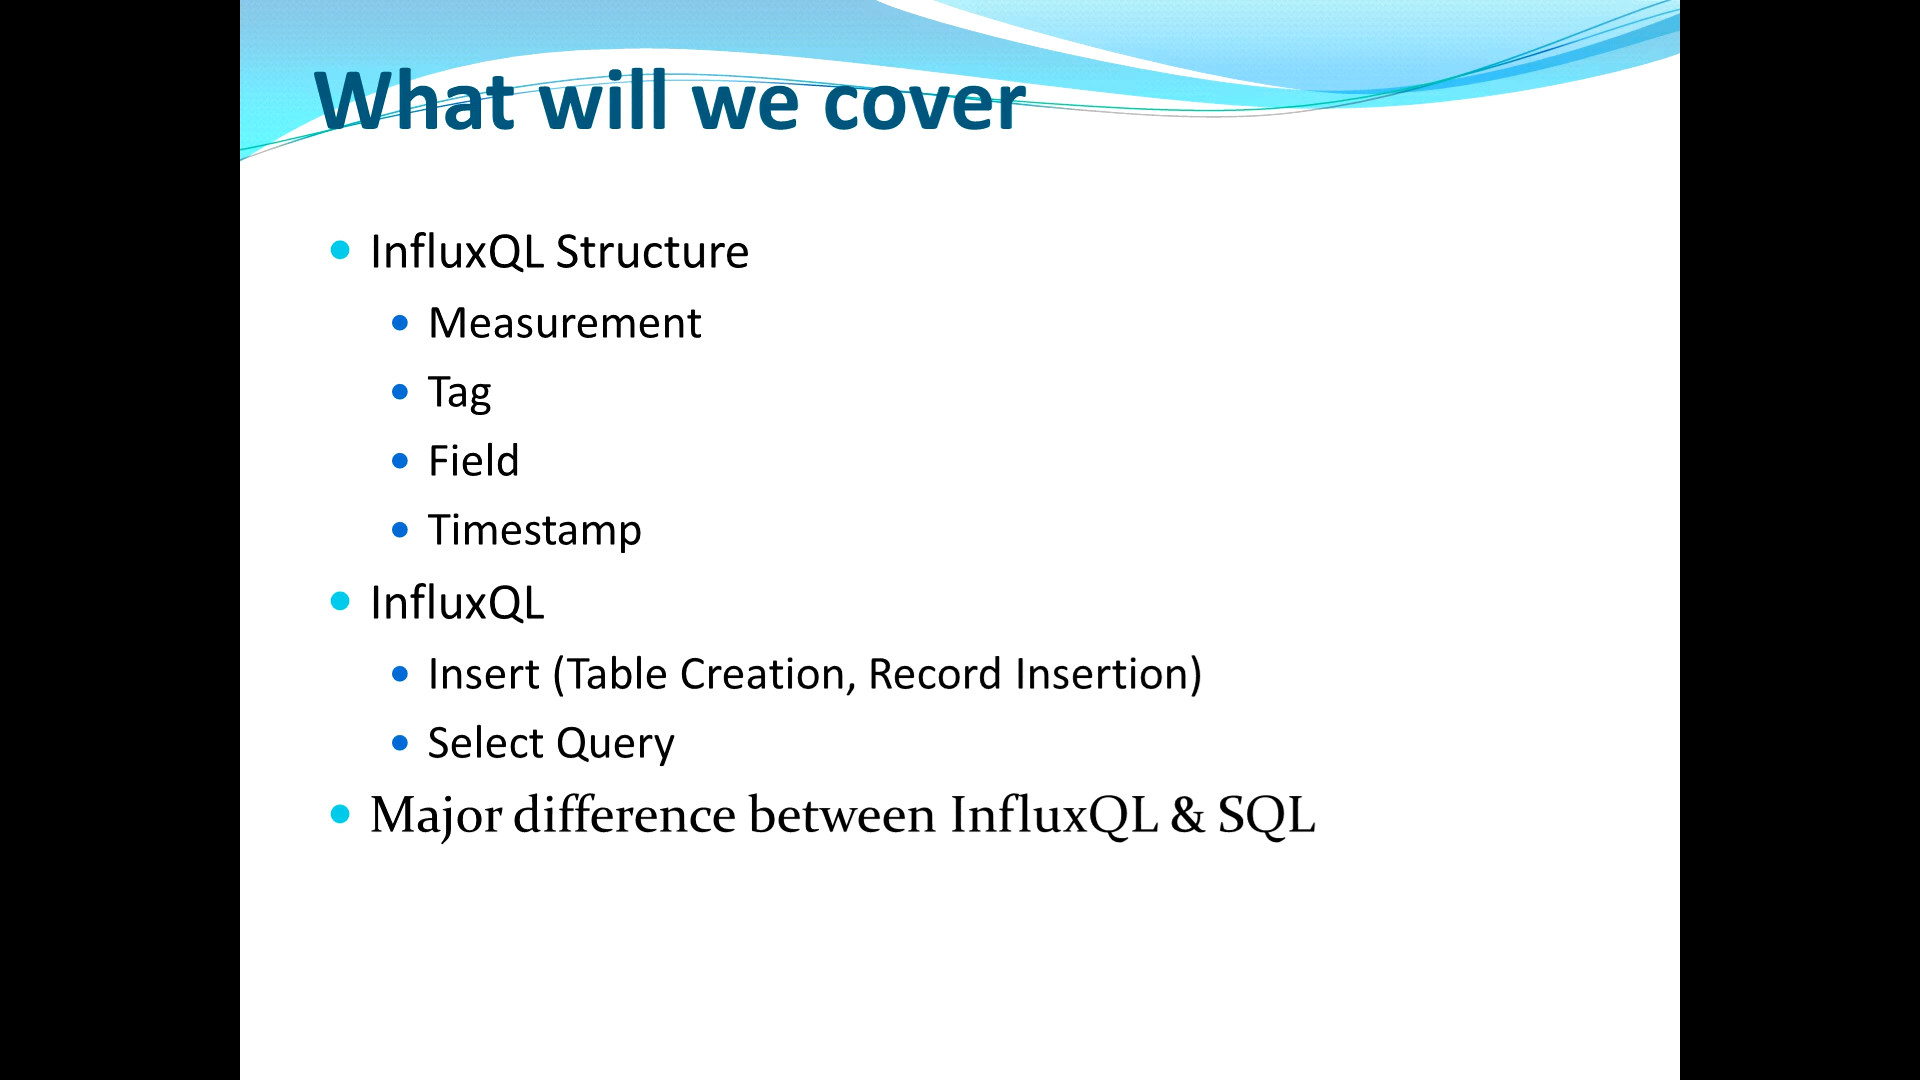 What will we cover
InfluxQL Structure
Measurement
Tag
Field
Timestamp
InfluxQL
Insert (Table Creation, Record Insertion)
Select Query
Major difference between InfluxQL & SQL